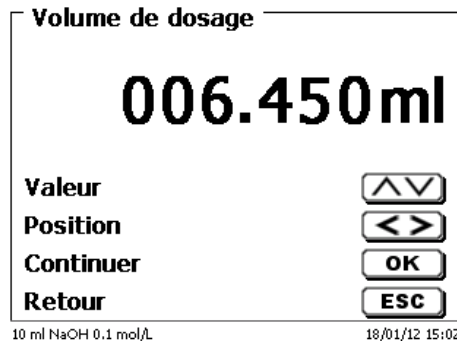 Volume de dosage
006.450ml
Valeur
Position
Continuer OK
Retour ESC
10 ml NaOH 0.1 mol/L 18/01/12 15:02